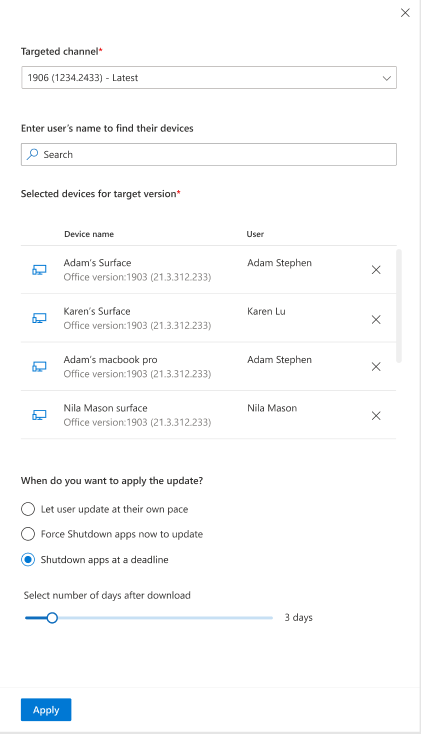 Targeted channel*
1906 (1234.2433) - Latest
Enter user's name to find their devices
Search
Selected devices for target version*
Device name User
Adam's Surface Adam Stephen
Office version:1903 (21.3.312.233)
Karen's Surface Karen Lu
Office version:1903 (21.3.312.233)
Adam's macbook pro Adam Stephen
Office version:1903 (21.3.312.233)
Nila Mason surface Nila Mason
Office version:1903 (21.3.312.233)
When do you want to apply the update?
Let user update at their own pace
Force Shutdown apps now to update
Shutdown apps at a deadline
Select number of days after download
3 days
Apply